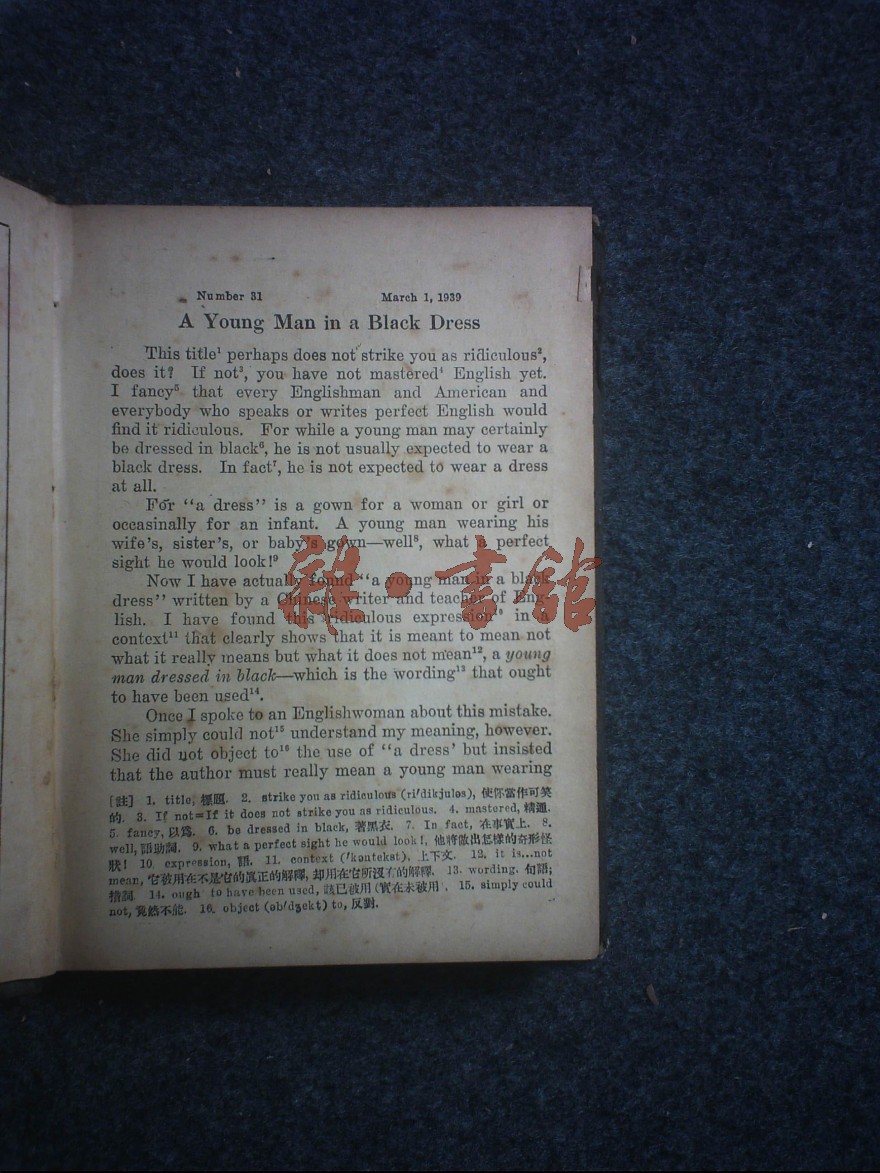 Number 31 March 1, 1939
A Young Man in a Black Dress
This title¹ perhaps does not strike you as ridiculous²,
does it? If not³, you have not mastered⁴ English yet.
I fancy⁵ that every Englishman and American and
everybody who speaks or writes perfect English would
find it ridiculous. For while a young man may certainly
be dressed in black⁶, he is not usually expected to wear a
black dress. In fact⁷, he is not expected to wear a dress
at all.
For "a dress" is a gown for a woman or girl or
occasinally for an infant. A young man wearing his
wife's, sister's, or baby's gown—well⁸, what a perfect
sight he would look!⁹
Now I have actually found "a young man in a black
dress" written by a Chinese writer and teacher of Eng-
lish. I have found this ridiculous expression¹⁰ in a
context¹¹ that clearly shows that it is meant to mean not
what it really means but what it does not mean¹², a young
man dressed in black—which is the wording¹³ that ought
to have been used¹⁴.
Once I spoke to an Englishwoman about this mistake.
She simply could not¹⁵ understand my meaning, however.
She did not object to¹⁶ the use of "a dress' but insisted
that the author must really mean a young man wearing
[註] 1. title, 標題. 2. strike you as ridiculous (ri'dikjuləs), 使你當作可笑
的. 3. If not=If it does not strike you as ridiculous. 4. mastered, 精通.
5. fancy, 以爲. 6. be dressed in black, 著黑衣. 7. In fact, 在事實上. 8.
well, 語助詞. 9. what a perfect sight he would look!, 他將做出怎樣的奇形怪
狀! 10. expression, 語. 11. context ('kɔntekst), 上下文. 12. it is...not
mean, 它被用在不是它的眞正的解釋, 却用在它所沒有的解釋. 13. wording, 句語;
措詞. 14. ough to have been used, 該已被用 (實在未被用). 15. simply could
not, 竟然不能. 16. object (ob'dʒekt) to, 反對.
雜·書館